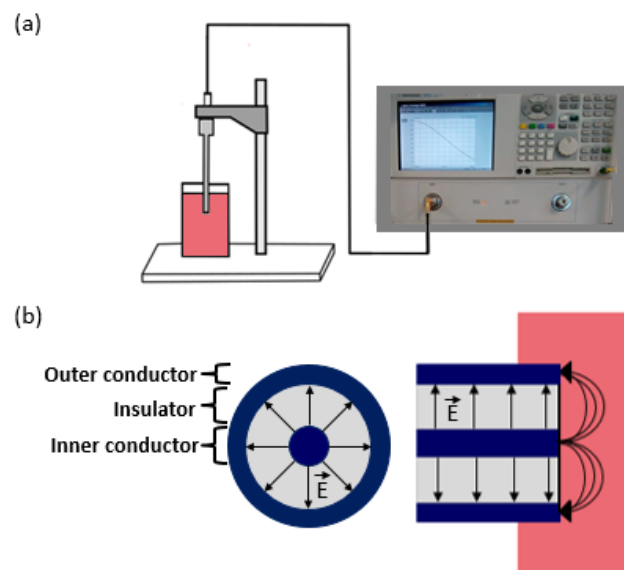 (a)
(b)
Outer conductor
Insulator
Inner conductor
E
E